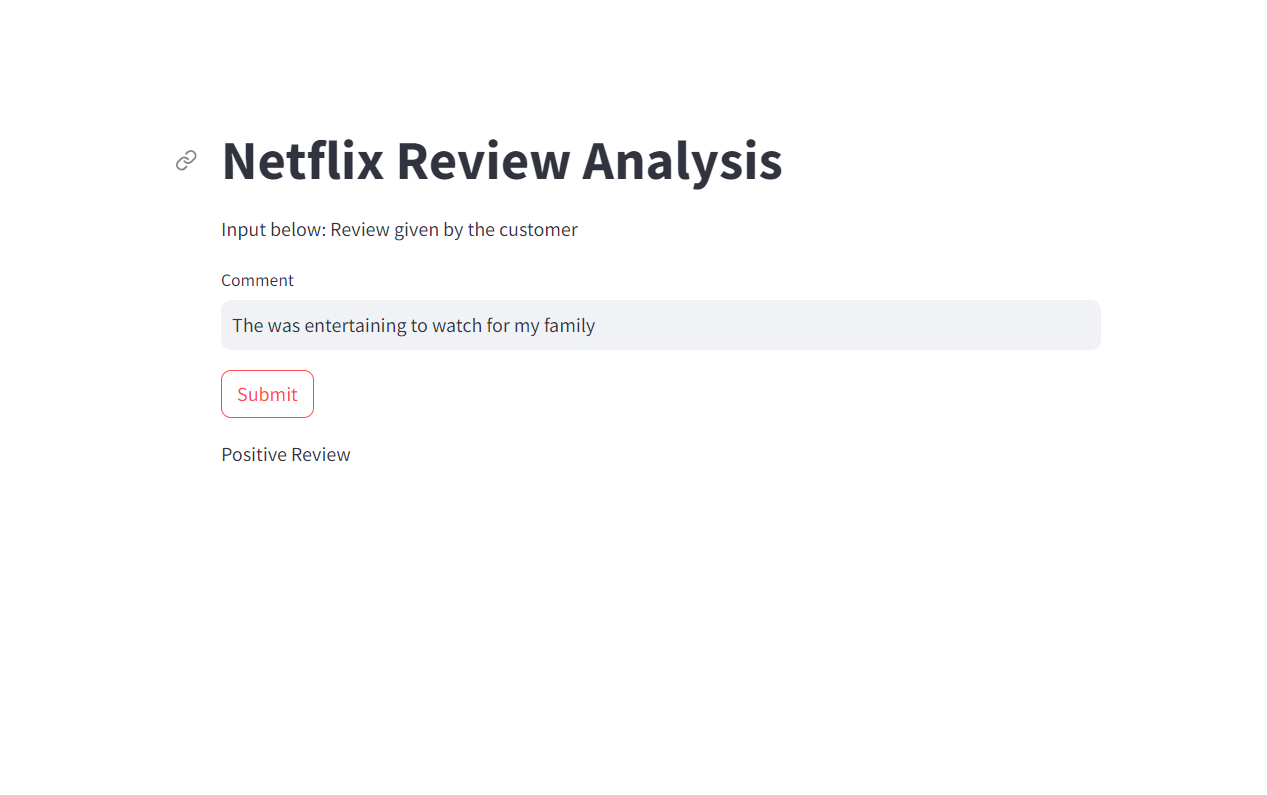 Netflix Review Analysis
Input below: Review given by the customer
Comment
The was entertaining to watch for my family
Submit
Positive Review